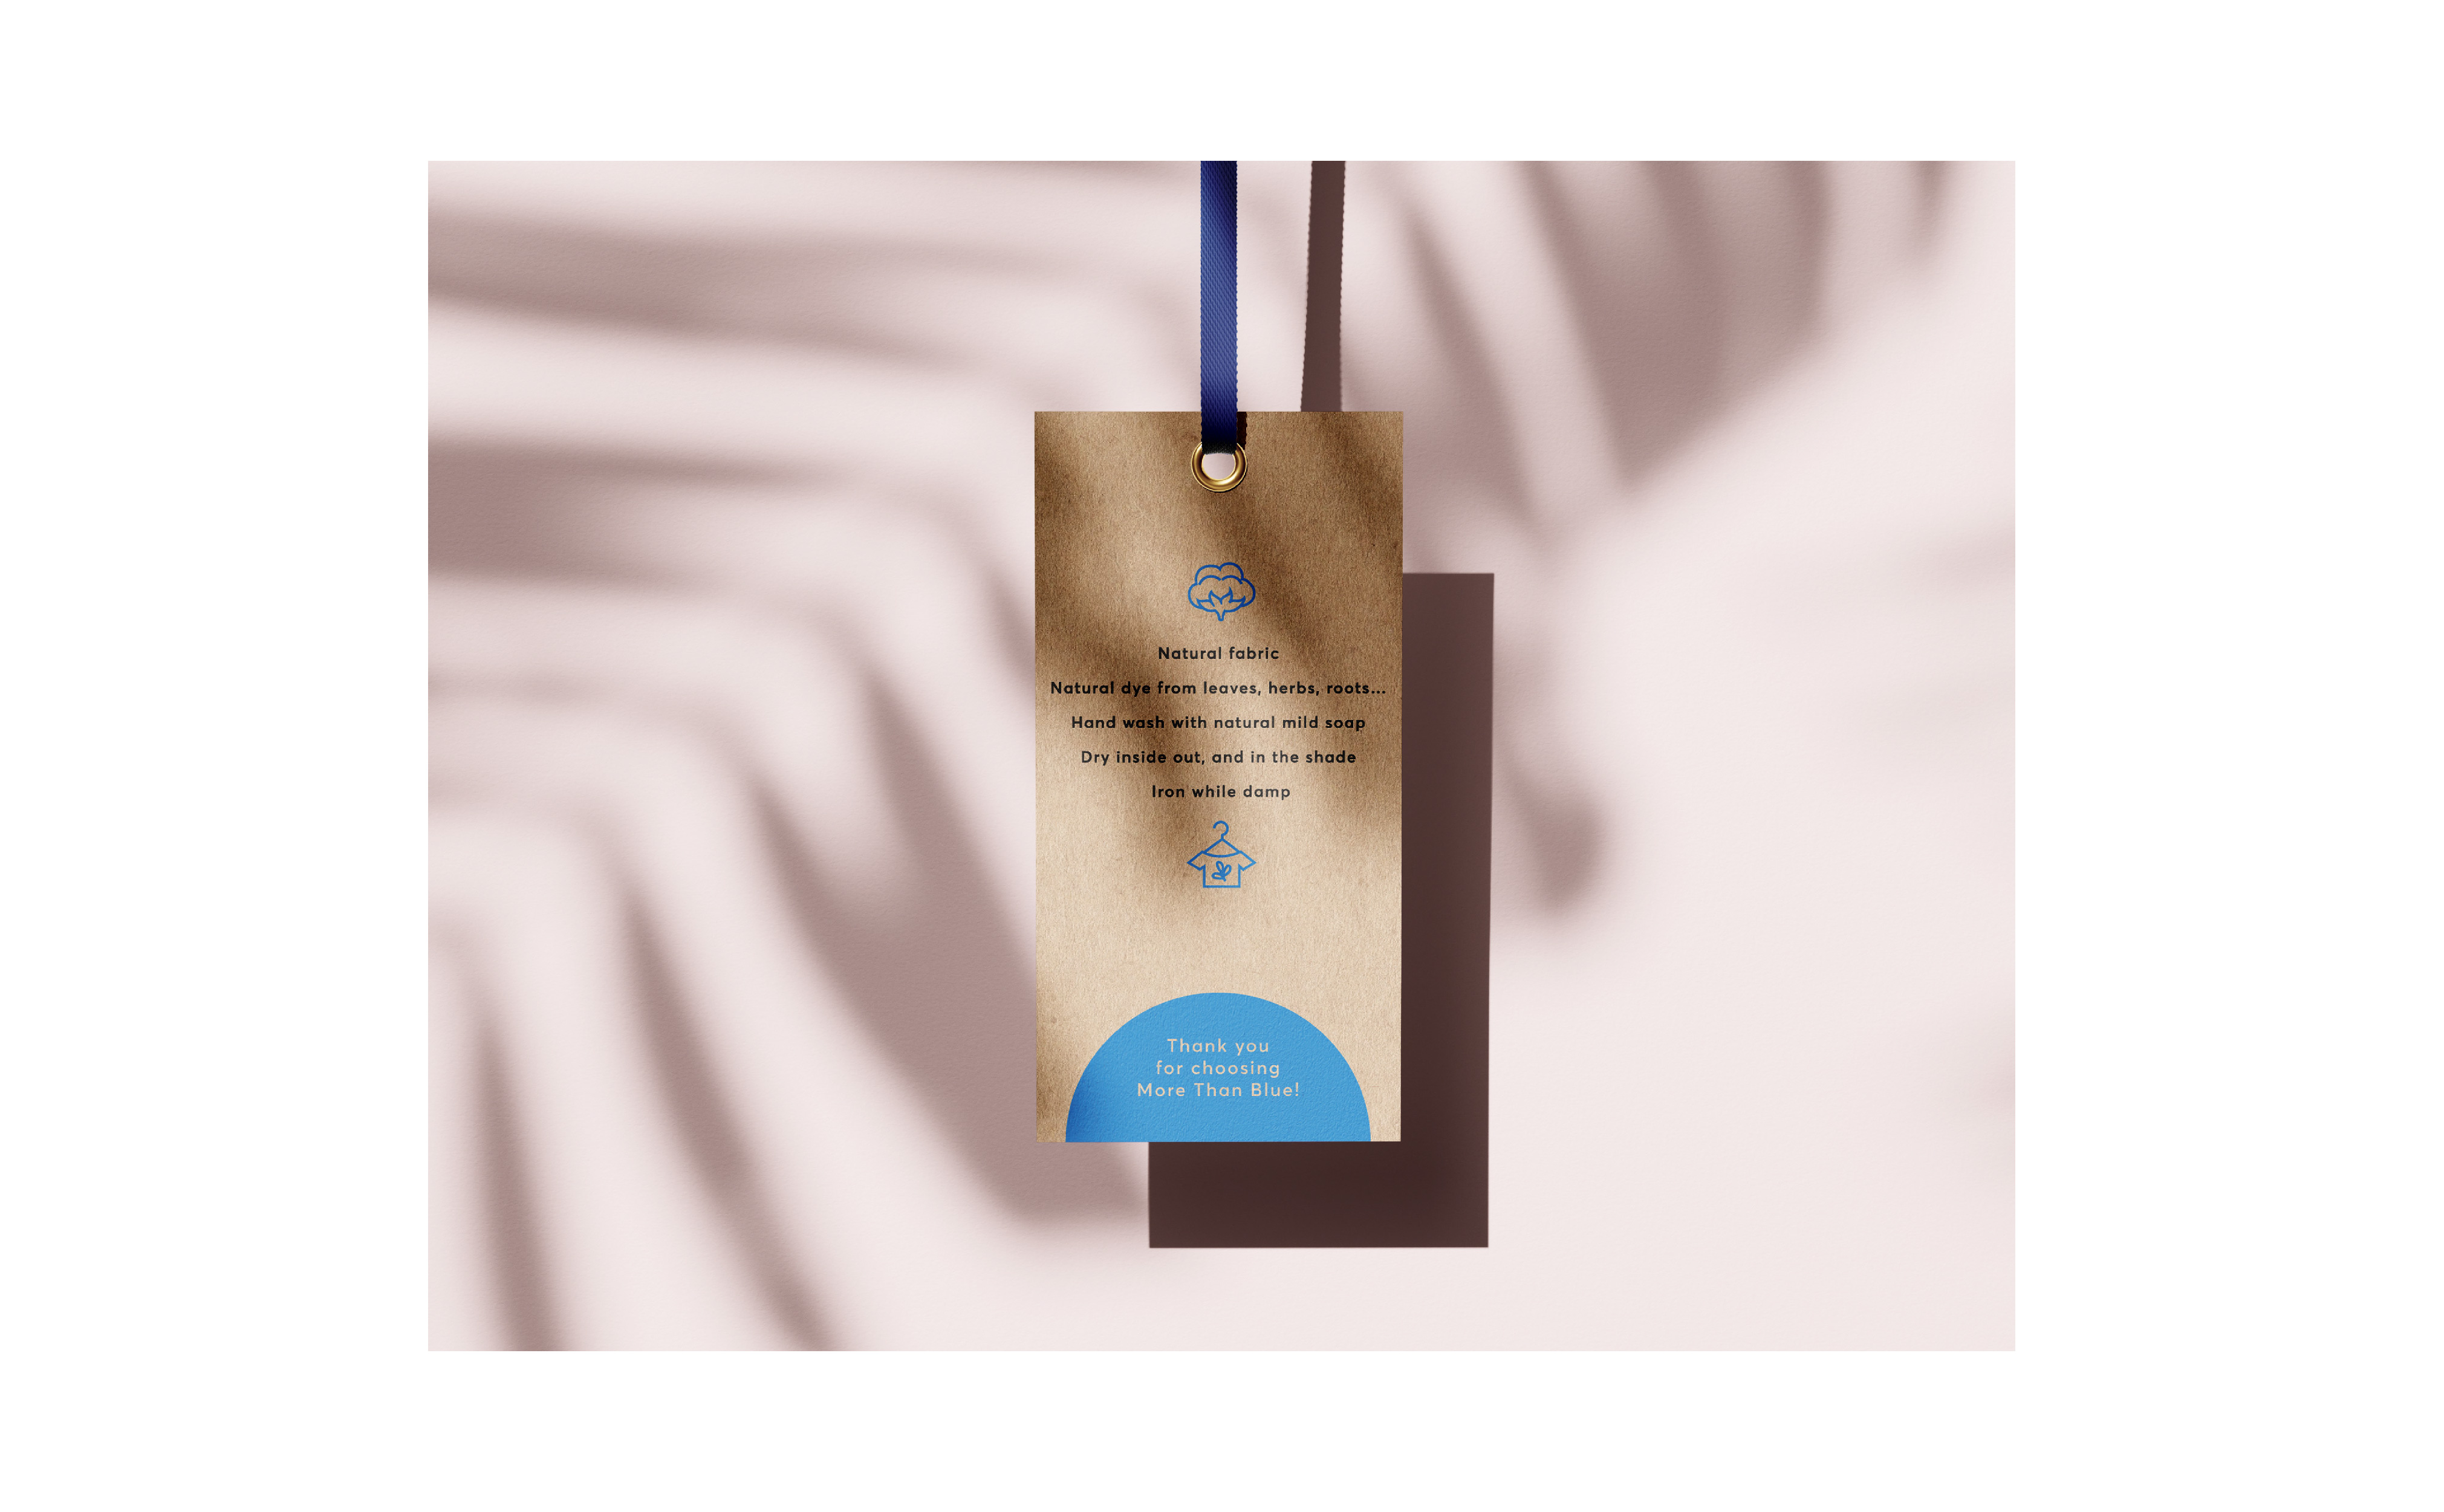 Natural fabric
Natural dye from leaves, herbs, roots...
Hand wash with natural mild soap
Dry inside out, and in the shade
Iron while damp
Thank you
for choosing
More Than Blue!